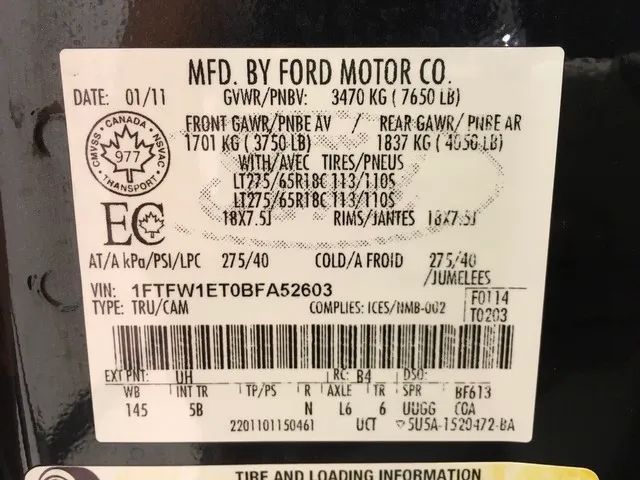 MFD. BY FORD MOTOR CO.
DATE: 01/11 GVWR/PNBV: 3470 KG ( 7650 LB)
FRONT GAWR/PNBE AV / REAR GAWR/ PNBE AR
1701 KG ( 3750 LB) 1837 KG ( 4050 LB)
WITH/AVEC TIRES/PNEUS
LT275/65R18C 113/110S
LT275/65R18C 113/110S
18X7.5J RIMS/JANTES 18X7.5J
CMVSS • CANADA • NSVAC • TRANSPORT •
977
EC
AT/A kPa/PSI/LPC 275/40 COLD/A FROID 275/40
/JUMELEES
VIN: 1FTFW1ET0BFA52603
TYPE: TRU/CAM COMPLIES: ICES/NMB-002
F0114
T0203
EXT PNT: UH RC: B4 DSO:
WB INT TR TP/PS R AXLE TR SPR BF613
145 5B N L6 6 UUGG COA
2201101150461 UCT 5U5A-1520472-BA
TIRE AND LOADING INFORMATION